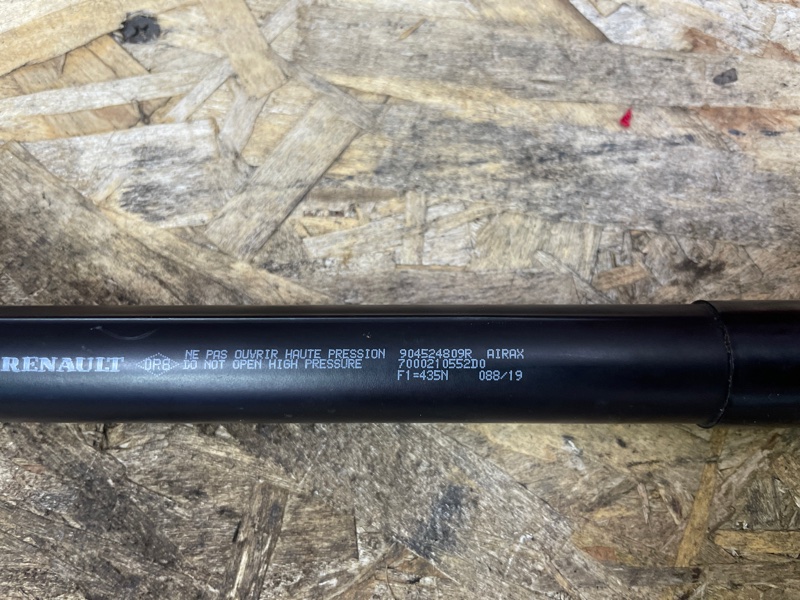 RENAULT
NE PAS OUVRIR HAUTE PRESSION 904524809R AIRAX
DO NOT OPEN HIGH PRESSURE 7000210552D0
F1=435N 088/19